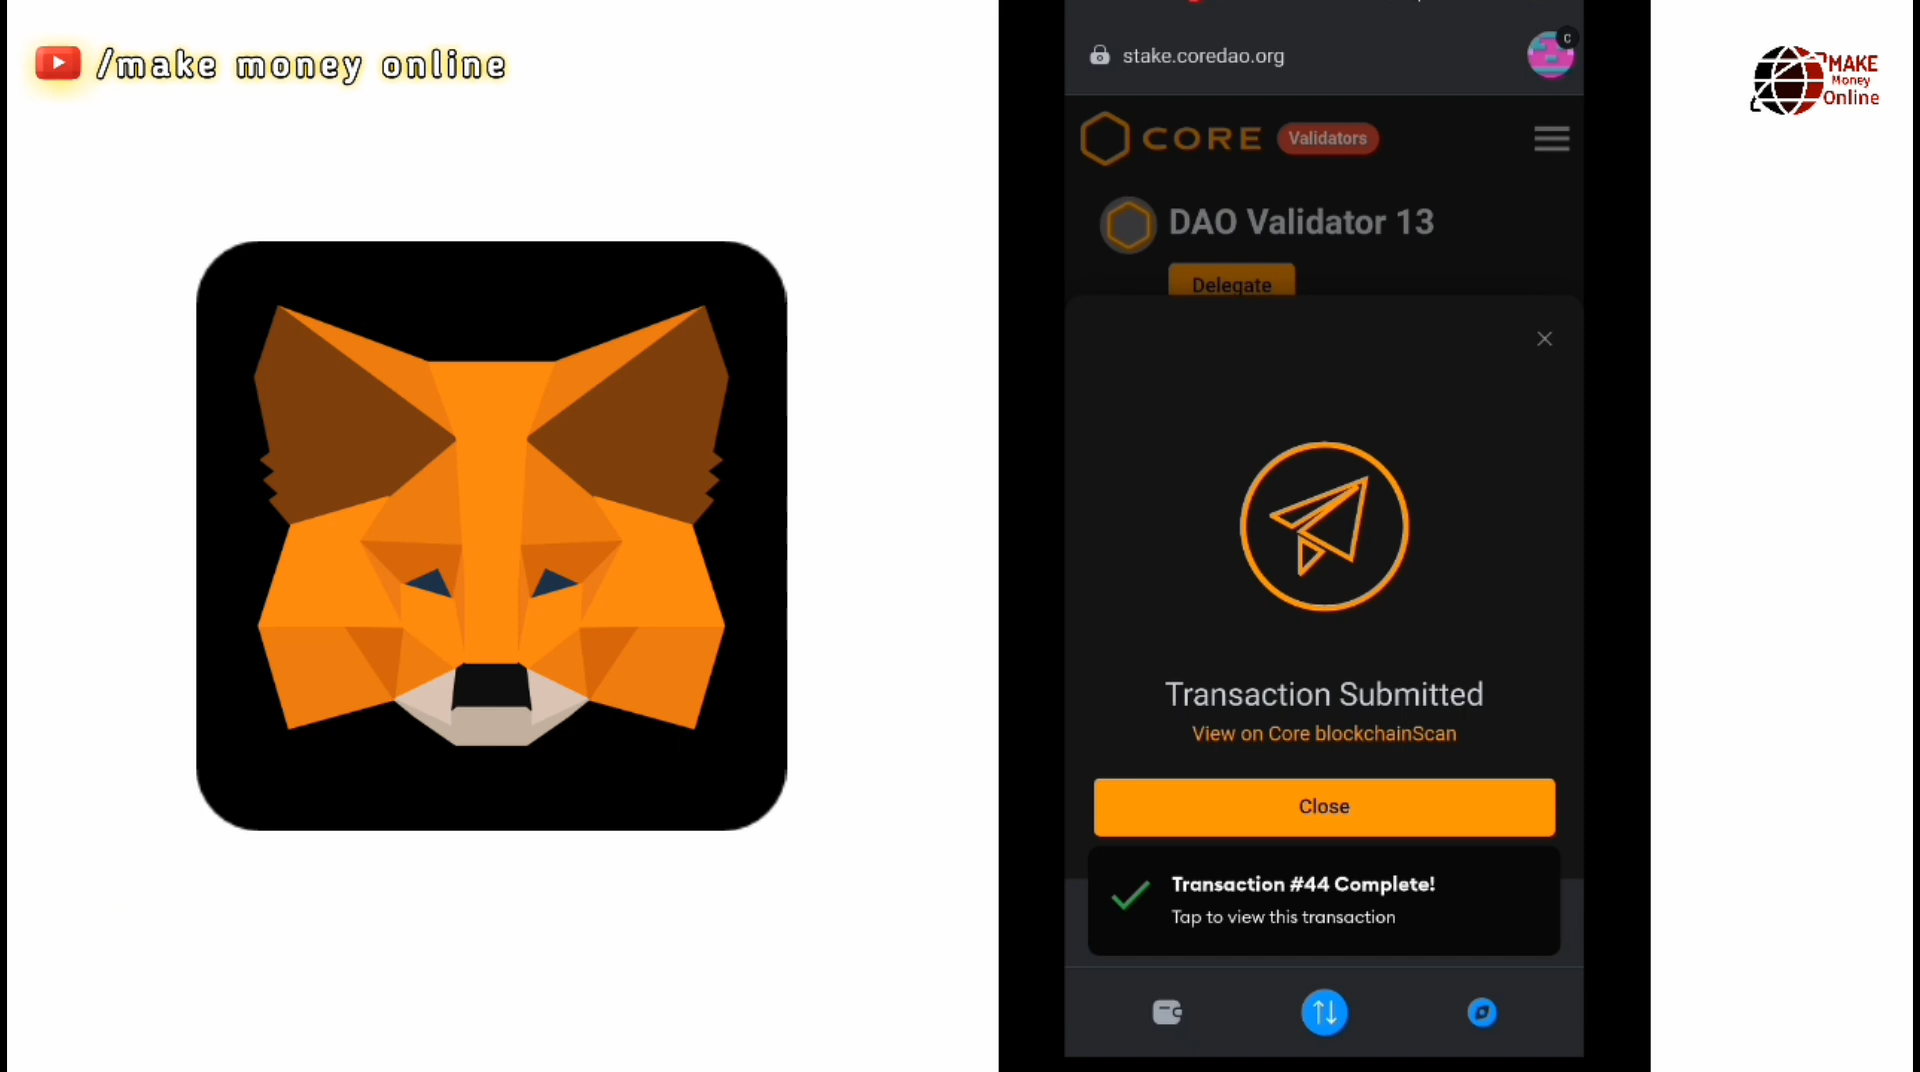 /make money online
MAKE
Money
Online
stake.coredao.org
C
CORE
Validators
DAO Validator 13
Delegate
Transaction Submitted
View on Core blockchainScan
Close
Transaction #44 Complete!
Tap to view this transaction